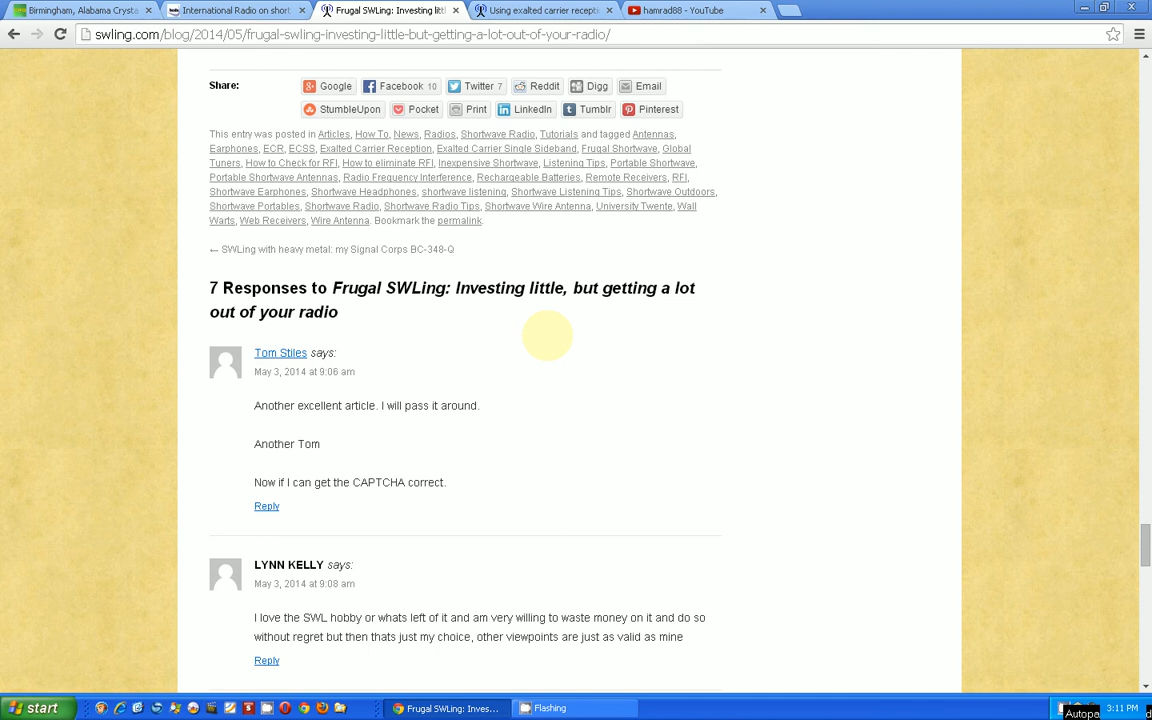 Birmingham, Alabama Crysta
International Radio on short
Frugal SWLing: Investing littl
Using exalted carrier recepti
hamrad88 - YouTube
swling.com/blog/2014/05/frugal-swling-investing-little-but-getting-a-lot-out-of-your-radio/
Share:
Google
Facebook 10
Twitter 7
Reddit
Digg
Email
StumbleUpon
Pocket
Print
LinkedIn
Tumblr
Pinterest
This entry was posted in Articles, How To, News, Radios, Shortwave Radio, Tutorials and tagged Antennas,
Earphones, ECR, ECSS, Exalted Carrier Reception, Exalted Carrier Single Sideband, Frugal Shortwave, Global
Tuners, How to Check for RFI, How to eliminate RFI, Inexpensive Shortwave, Listening Tips, Portable Shortwave,
Portable Shortwave Antennas, Radio Frequency Interference, Rechargeable Batteries, Remote Receivers, RFI,
Shortwave Earphones, Shortwave Headphones, shortwave listening, Shortwave Listening Tips, Shortwave Outdoors,
Shortwave Portables, Shortwave Radio, Shortwave Radio Tips, Shortwave Wire Antenna, University Twente, Wall
Warts, Web Receivers, Wire Antenna. Bookmark the permalink.
← SWLing with heavy metal: my Signal Corps BC-348-Q
7 Responses to Frugal SWLing: Investing little, but getting a lot
out of your radio
Tom Stiles says:
May 3, 2014 at 9:06 am
Another excellent article. I will pass it around.
Another Tom
Now if I can get the CAPTCHA correct.
Reply
LYNN KELLY says:
May 3, 2014 at 9:08 am
I love the SWL hobby or whats left of it and am very willing to waste money on it and do so
without regret but then thats just my choice, other viewpoints are just as valid as mine
Reply
start
Frugal SWLing: Inves...
Flashing
Autopa
3:11 PM